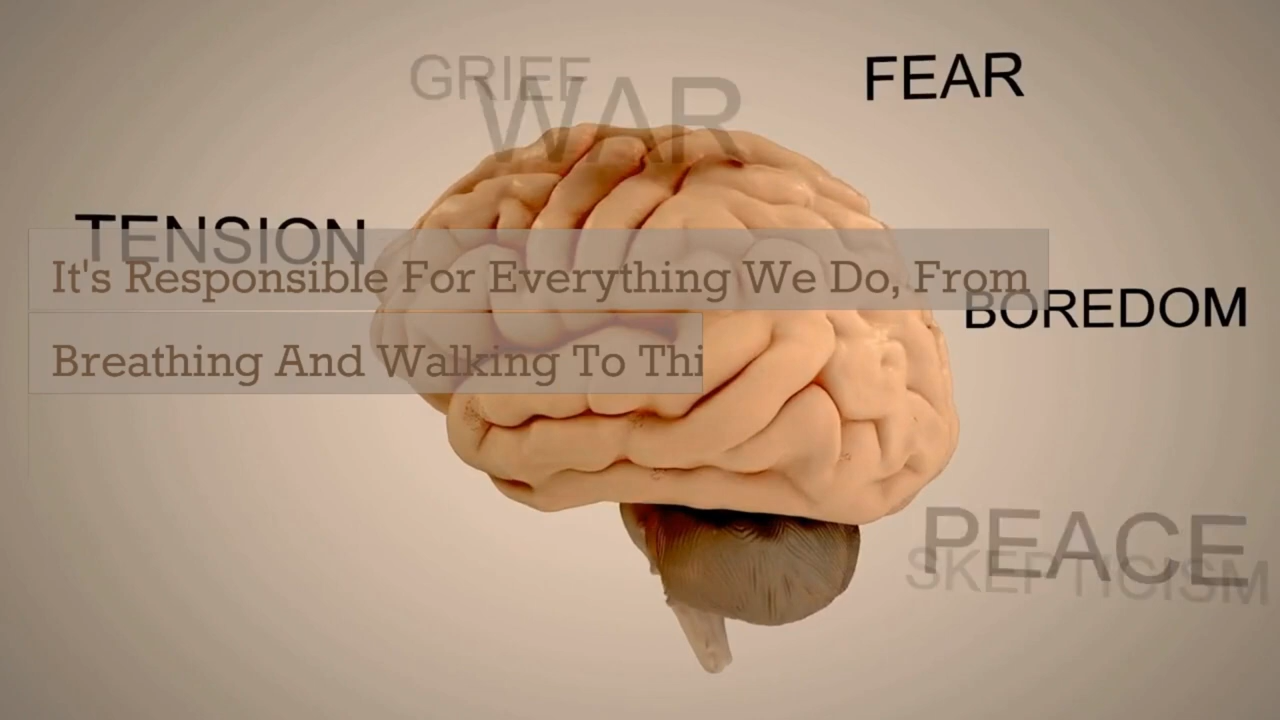 GRIEF
WAR
FEAR
TENSION
It's Responsible For Everything We Do, From
BOREDOM
Breathing And Walking To Thi
PEACE
SKEPTICISM